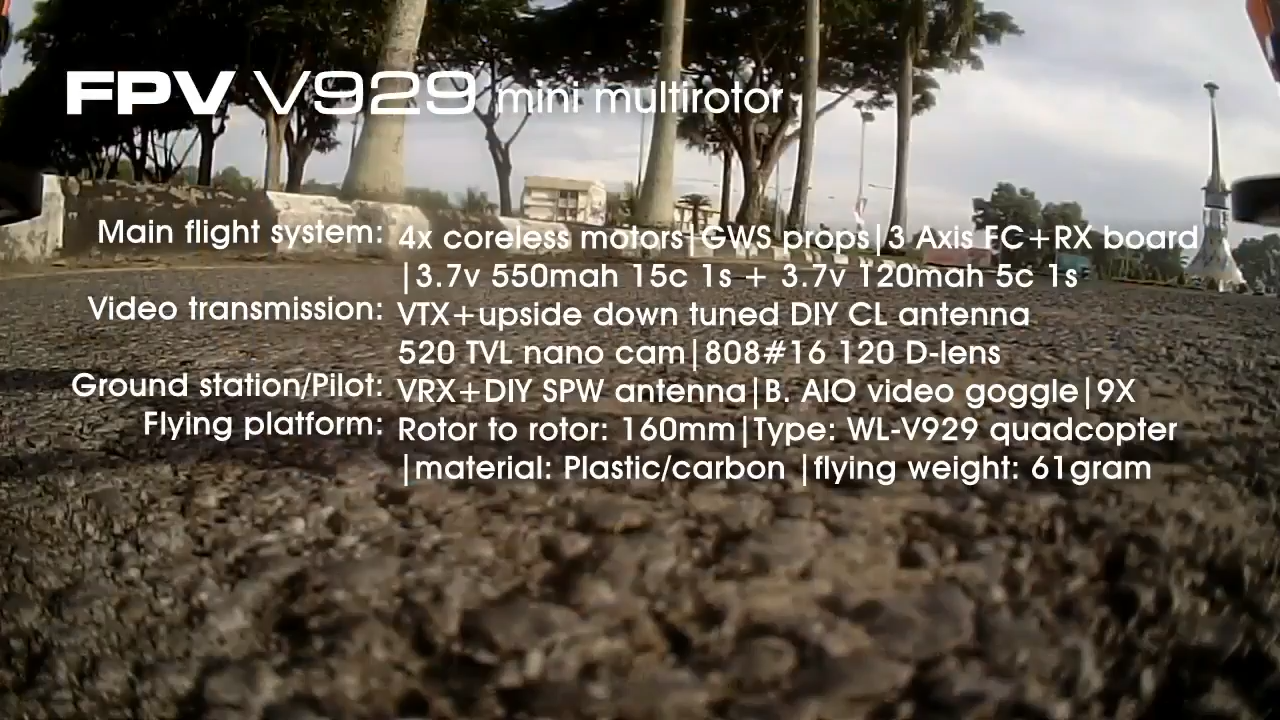 FPV V929 mini multirotor
Main flight system: 4x coreless motors|GWS props|3 Axis FC+RX board
|3.7v 550mah 15c 1s + 3.7v 120mah 5c 1s
Video transmission: VTX+upside down tuned DIY CL antenna
520 TVL nano cam|808#16 120 D-lens
Ground station/Pilot: VRX+DIY SPW antenna|B. AIO video goggle|9X
Flying platform: Rotor to rotor: 160mm|Type: WL-V929 quadcopter
|material: Plastic/carbon |flying weight: 61gram